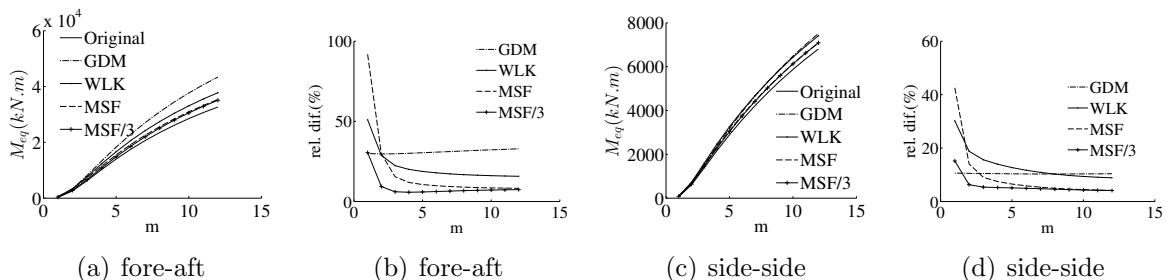 x 10^4
6
4
2
0
0 5 10 15
M_eq(kN.m)
m
Original
GDM
WLK
MSF
MSF/3
(a) fore-aft
100
50
0
0 5 10 15
rel. dif.(%)
m
GDM
WLK
MSF
MSF/3
(b) fore-aft
8000
6000
4000
2000
0
0 5 10 15
M_eq(kN.m)
m
Original
GDM
WLK
MSF
MSF/3
(c) side-side
60
40
20
0
0 5 10 15
rel. dif.(%)
m
GDM
WLK
MSF
MSF/3
(d) side-side